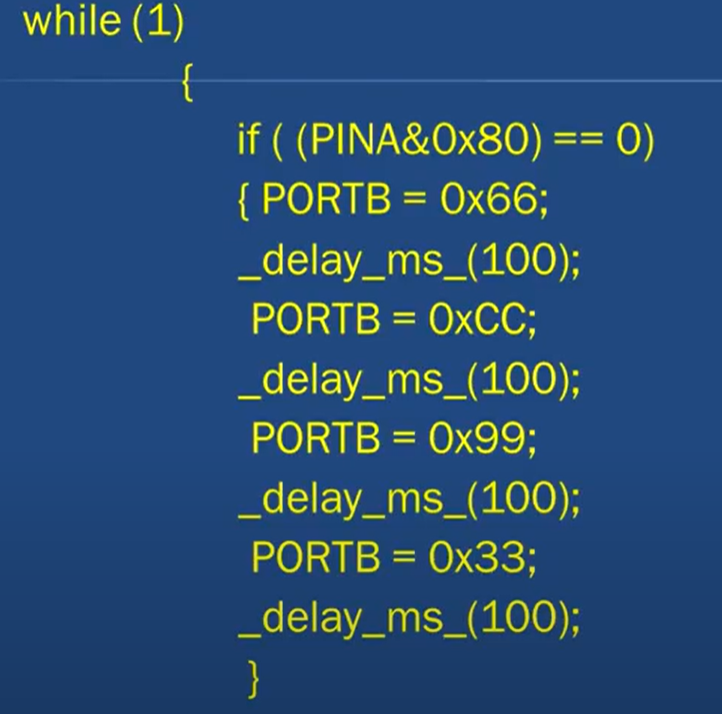 while (1)
{
if ( (PINA&0x80) == 0)
{ PORTB = 0x66;
_delay_ms_(100);
PORTB = 0xCC;
_delay_ms_(100);
PORTB = 0x99;
_delay_ms_(100);
PORTB = 0x33;
_delay_ms_(100);
}